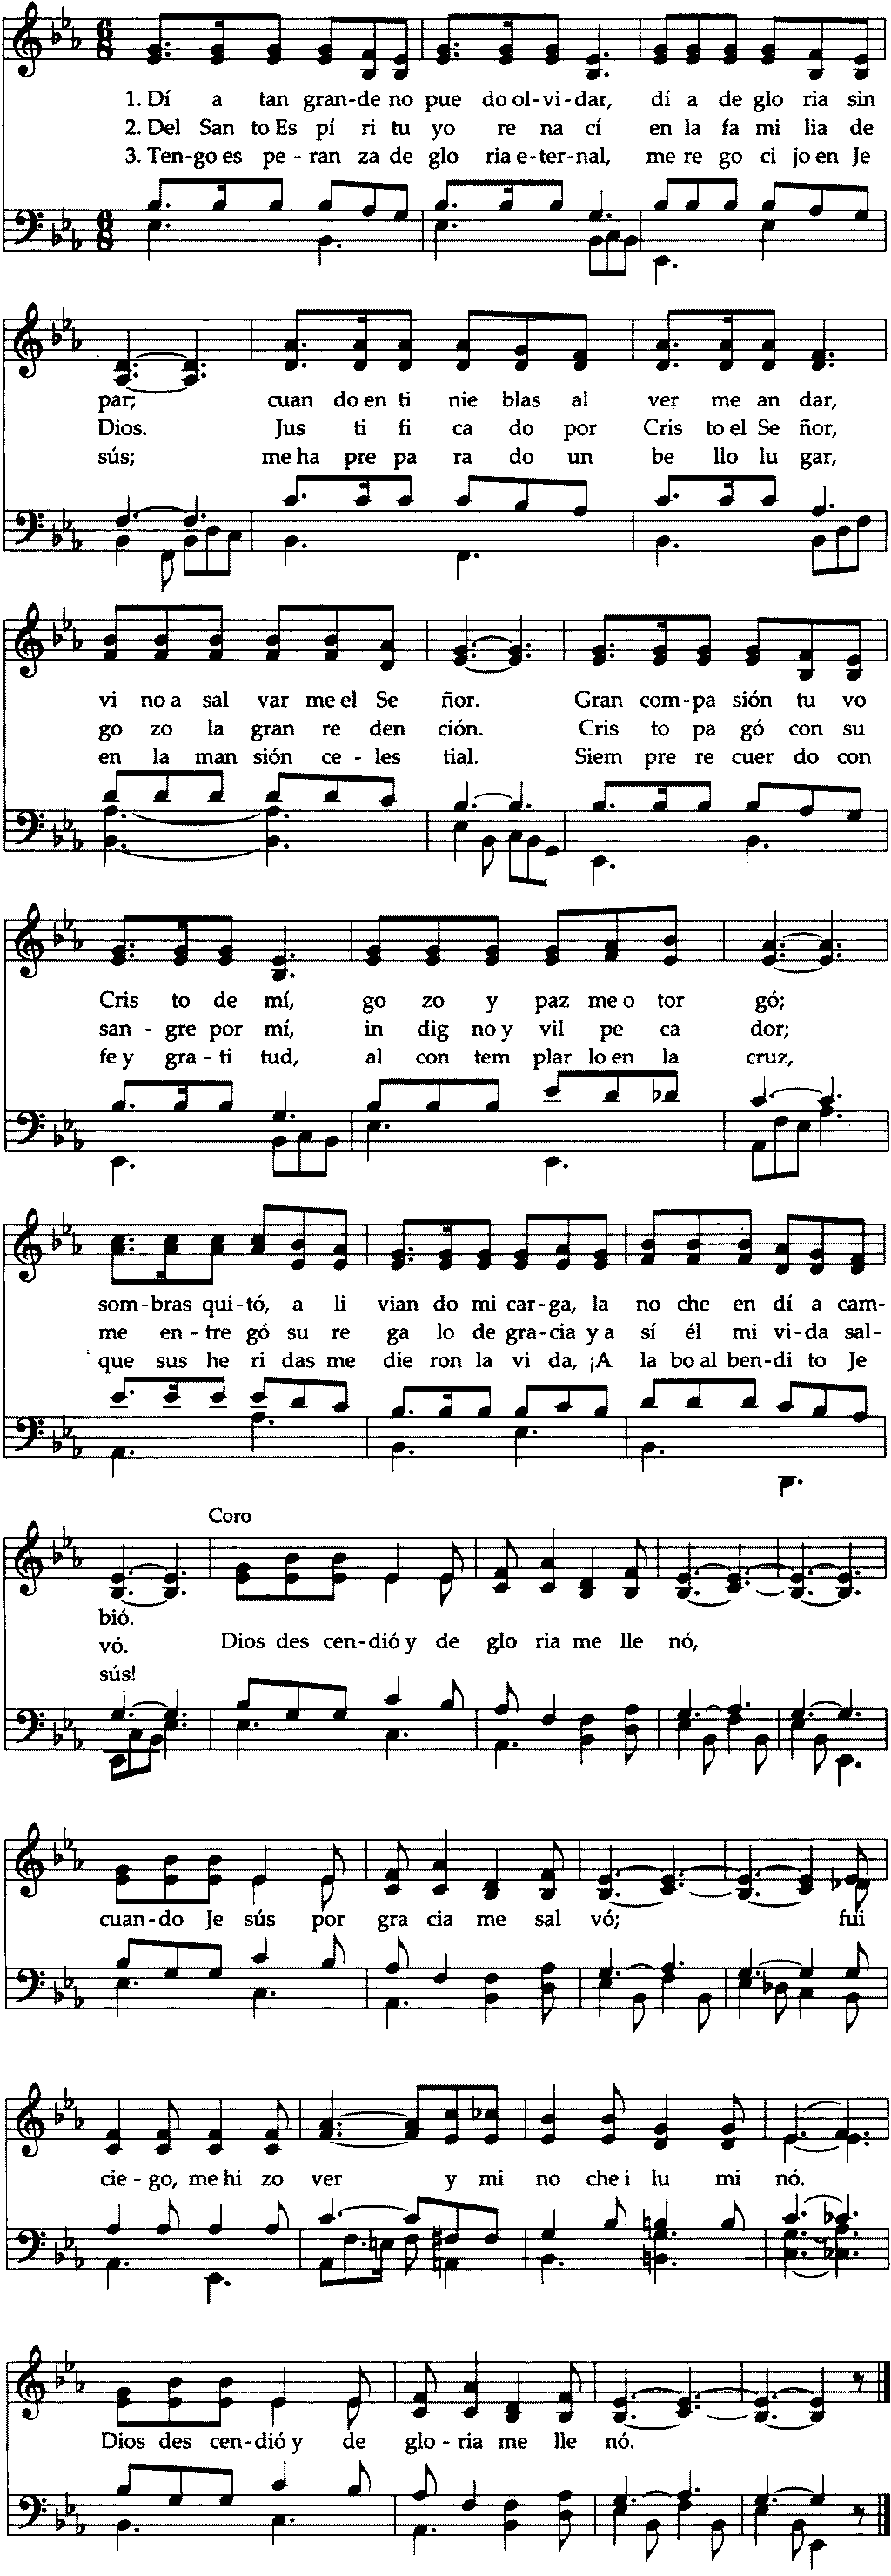 1. Dí a tan gran-de no pue do ol-vi-dar, dí a de glo ria sin
2. Del San to Es pí ri tu yo re na cí en la fa mi lia de
3. Ten-go es pe-ran za de glo ria e-ter-nal, me re go ci jo en Je
par; cuan do en ti nie blas al ver me an dar,
Dios. Jus ti fi ca do por Cris to el Se ñor,
sús; me ha pre pa ra do un be llo lu gar,
vi no a sal var me el Se ñor. Gran com-pa sión tu vo
go zo la gran re den ción. Cris to pa gó con su
en la man sión ce-les tial. Siem pre re cuer do con
Cris to de mí, go zo y paz me o tor gó;
san-gre por mí, in dig no y vil pe ca dor;
fe y gra-ti tud, al con tem plar lo en la cruz,
som-bras qui-tó, a li vian do mi car-ga, la no che en dí a cam-
me en-tre gó su re ga lo de gra-cia y a sí él mi vi-da sal-
que sus he ri das me die ron la vi da, ¡A la bo al ben-di to Je
Coro
bió.
vó. Dios des cen-dió y de glo ria me lle nó,
sús!
cuan-do Je sús por gra cia me sal vó; fui
cie-go, me hi zo ver y mi no che i lu mi nó.
Dios des cen-dió y de glo-ria me lle nó.